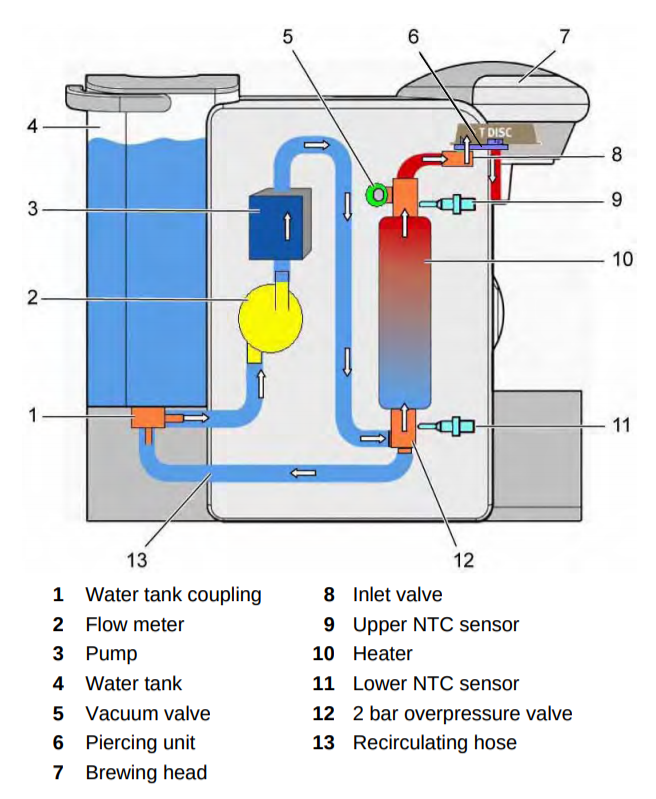 5 6 7
4
T DISC
8
3
9
10
2
1
11
13 12
1 Water tank coupling
2 Flow meter
3 Pump
4 Water tank
5 Vacuum valve
6 Piercing unit
7 Brewing head
8 Inlet valve
9 Upper NTC sensor
10 Heater
11 Lower NTC sensor
12 2 bar overpressure valve
13 Recirculating hose